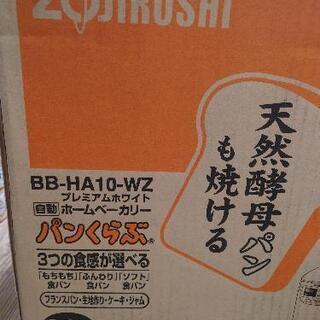 ZOJIRUSHI
天然酵母パン
も焼ける
BB-HA10-WZ
プレミアムホワイト
自動 ホームベーカリー
パンくらぶ®
3つの食感が選べる
「もちもち」「ふんわり」「ソフト」
食パン 食パン 食パン
フランスパン・生地作り・ケーキ・ジャム